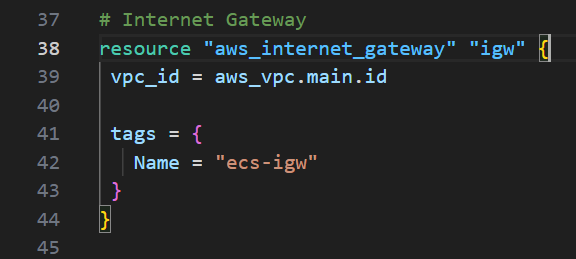 37 # Internet Gateway
38 resource "aws_internet_gateway" "igw" {
39 vpc_id = aws_vpc.main.id
40
41 tags = {
42 Name = "ecs-igw"
43 }
44 }
45